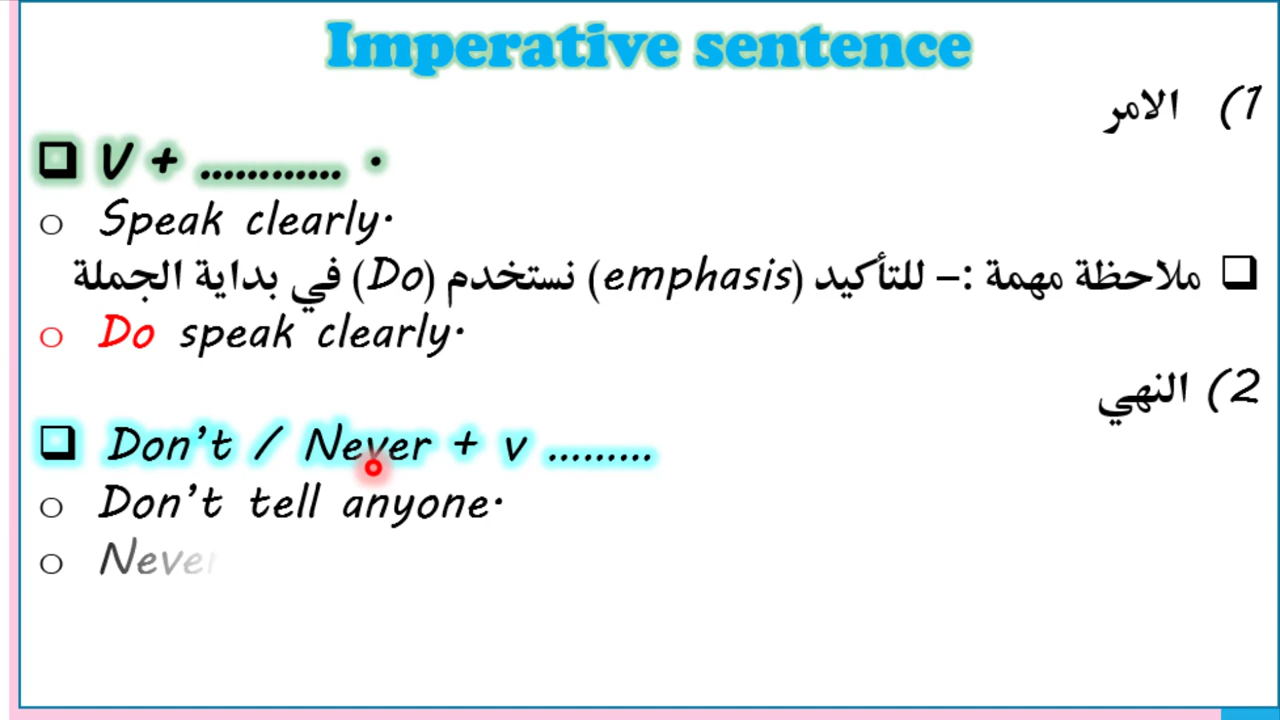 Imperative sentence
1) الامر
❑ V + ............ .
o Speak clearly.
❑ ملاحظة مهمة :– للتأكيد (emphasis) نستخدم (Do) في بداية الجملة
o Do speak clearly.
2) النهي
❑ Don't / Never + v .........
o Don't tell anyone.
o Never